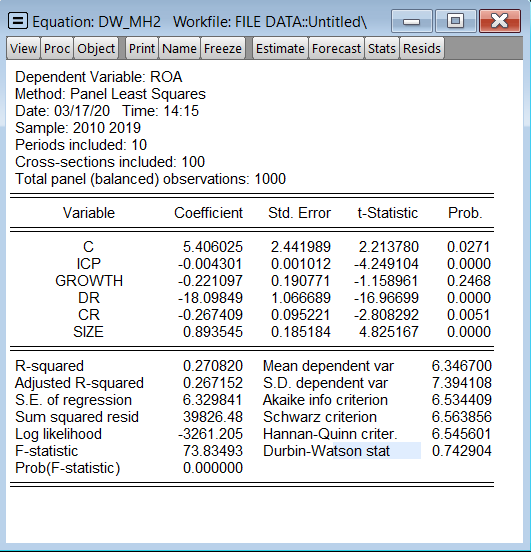 Equation: DW_MH2 Workfile: FILE DATA::Untitled\
View Proc Object Print Name Freeze Estimate Forecast Stats Resids
Dependent Variable: ROA
Method: Panel Least Squares
Date: 03/17/20 Time: 14:15
Sample: 2010 2019
Periods included: 10
Cross-sections included: 100
Total panel (balanced) observations: 1000
Variable Coefficient Std. Error t-Statistic Prob.
C 5.406025 2.441989 2.213780 0.0271
ICP -0.004301 0.001012 -4.249104 0.0000
GROWTH -0.221097 0.190771 -1.158961 0.2468
DR -18.09849 1.066689 -16.96699 0.0000
CR -0.267409 0.095221 -2.808292 0.0051
SIZE 0.893545 0.185184 4.825167 0.0000
R-squared 0.270820 Mean dependent var 6.346700
Adjusted R-squared 0.267152 S.D. dependent var 7.394108
S.E. of regression 6.329841 Akaike info criterion 6.534409
Sum squared resid 39826.48 Schwarz criterion 6.563856
Log likelihood -3261.205 Hannan-Quinn criter. 6.545601
F-statistic 73.83493 Durbin-Watson stat 0.742904
Prob(F-statistic) 0.000000